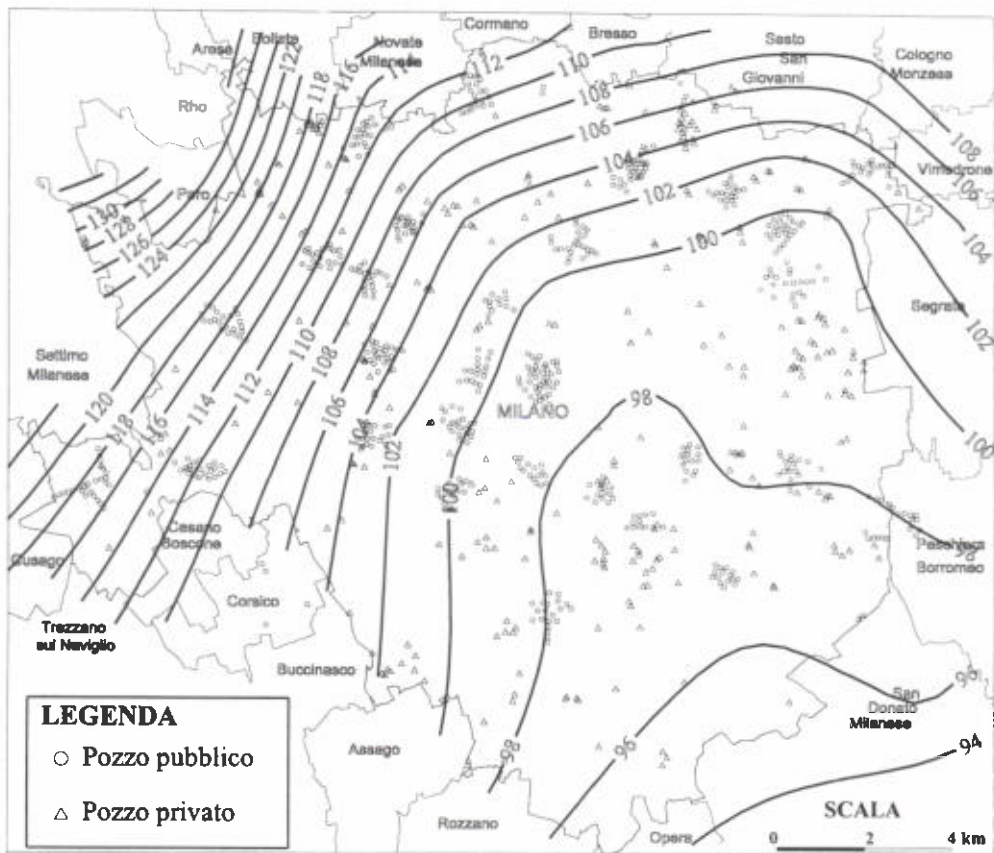 Cormano
Arese
Bollate
Novate
Milanese
Bresso
Sesto
San
Giovanni
Cologno
Monzese
Rho
122
118
116
114
112
110
108
106
104
102
100
108
106
104
102
100
Vimodrone
Pero
130
128
126
124
Segrate
Settimo
Milanese
120
118
116
114
112
110
108
106
104
102
100
MILANO
98
98
98
Cusago
Cesano
Boscone
Corsico
Peschiera
Borromeo
Trezzano
sul Naviglio
Buccinasco
Assago
Rozzano
Opera
San
Donato
Milanese
96
96
94
LEGENDA
Pozzo pubblico
Pozzo privato
SCALA
0 2 4 km